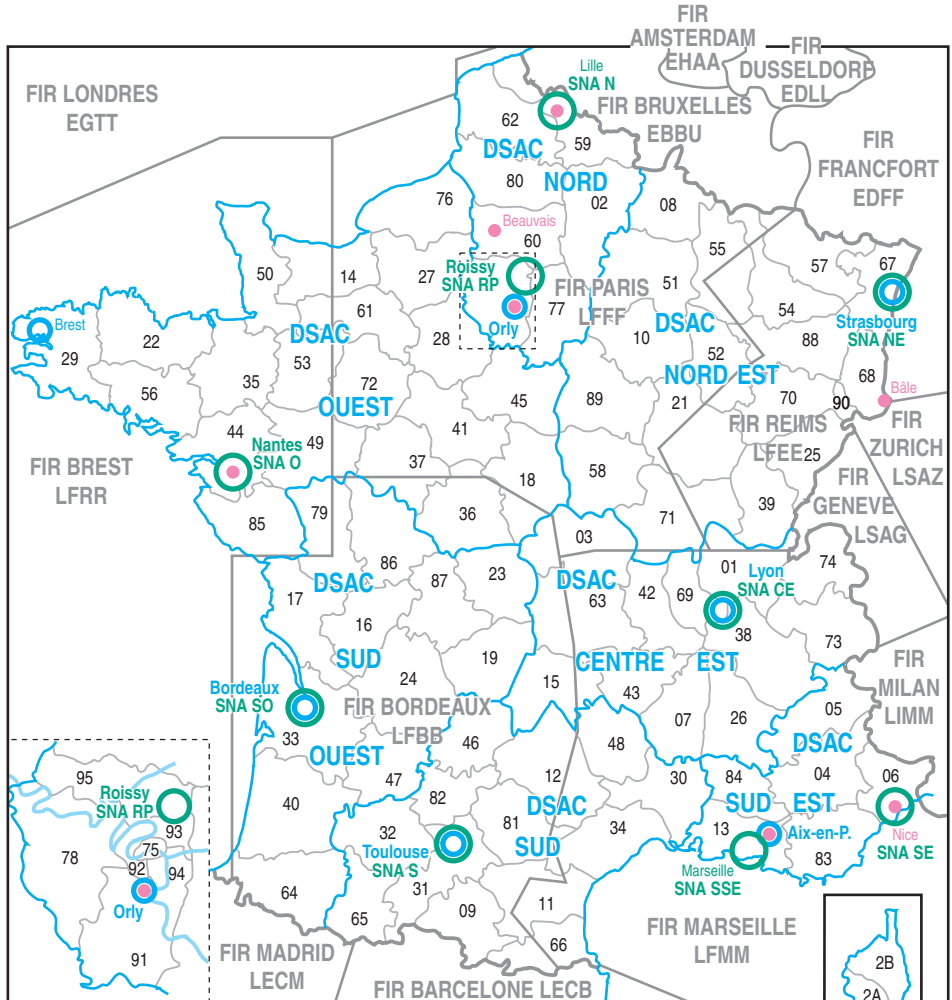 FIR
AMSTERDAM
EHAA
FIR
DUSSELDORF
EDLL
FIR LONDRES
EGTT
Lille
SNA N
FIR BRUXELLES
EBBU
62
59
DSAC
FIR
FRANCFORT
EDFF
80
NORD
76
02
08
Beauvais
60
55
50
14
27
Roissy
SNA RP
57
67
FIR PARIS
LFFF
51
77
61
54
Brest
DSAC
Orly
DSAC
Strasbourg
SNA NE
29
22
28
10
88
53
52
56
35
72
NORD EST
68
Bâle
OUEST
45
89
21
70
90
44
49
41
FIR REIMS
LFEE
25
FIR
ZURICH
LSAZ
Nantes
SNA O
FIR BREST
LFRR
37
18
58
FIR
GENEVE
LSAG
85
79
36
71
39
03
86
74
DSAC
87
23
DSAC
01
Lyon
SNA CE
17
63
42
69
16
38
73
SUD
19
CENTRE
EST
FIR
MILAN
LIMM
24
15
43
Bordeaux
SNA SO
FIR BORDEAUX
LFBB
07
26
05
33
46
48
DSAC
OUEST
47
12
30
84
04
06
95
Roissy
SNA RP
40
82
DSAC
SUD
EST
93
32
81
34
13
Aix-en-P.
Nice
SNA SE
78
75
Toulouse
SNA S
SUD
92
94
Marseille
SNA SSE
83
Orly
64
31
65
09
11
91
66
FIR MARSEILLE
LFMM
FIR MADRID
LECM
2B
FIR BARCELONE LECB
2A